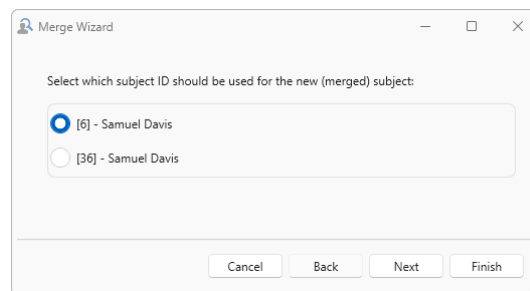 Merge Wizard
Select which subject ID should be used for the new (merged) subject:
[6] - Samuel Davis
[36] - Samuel Davis
Cancel Back Next Finish